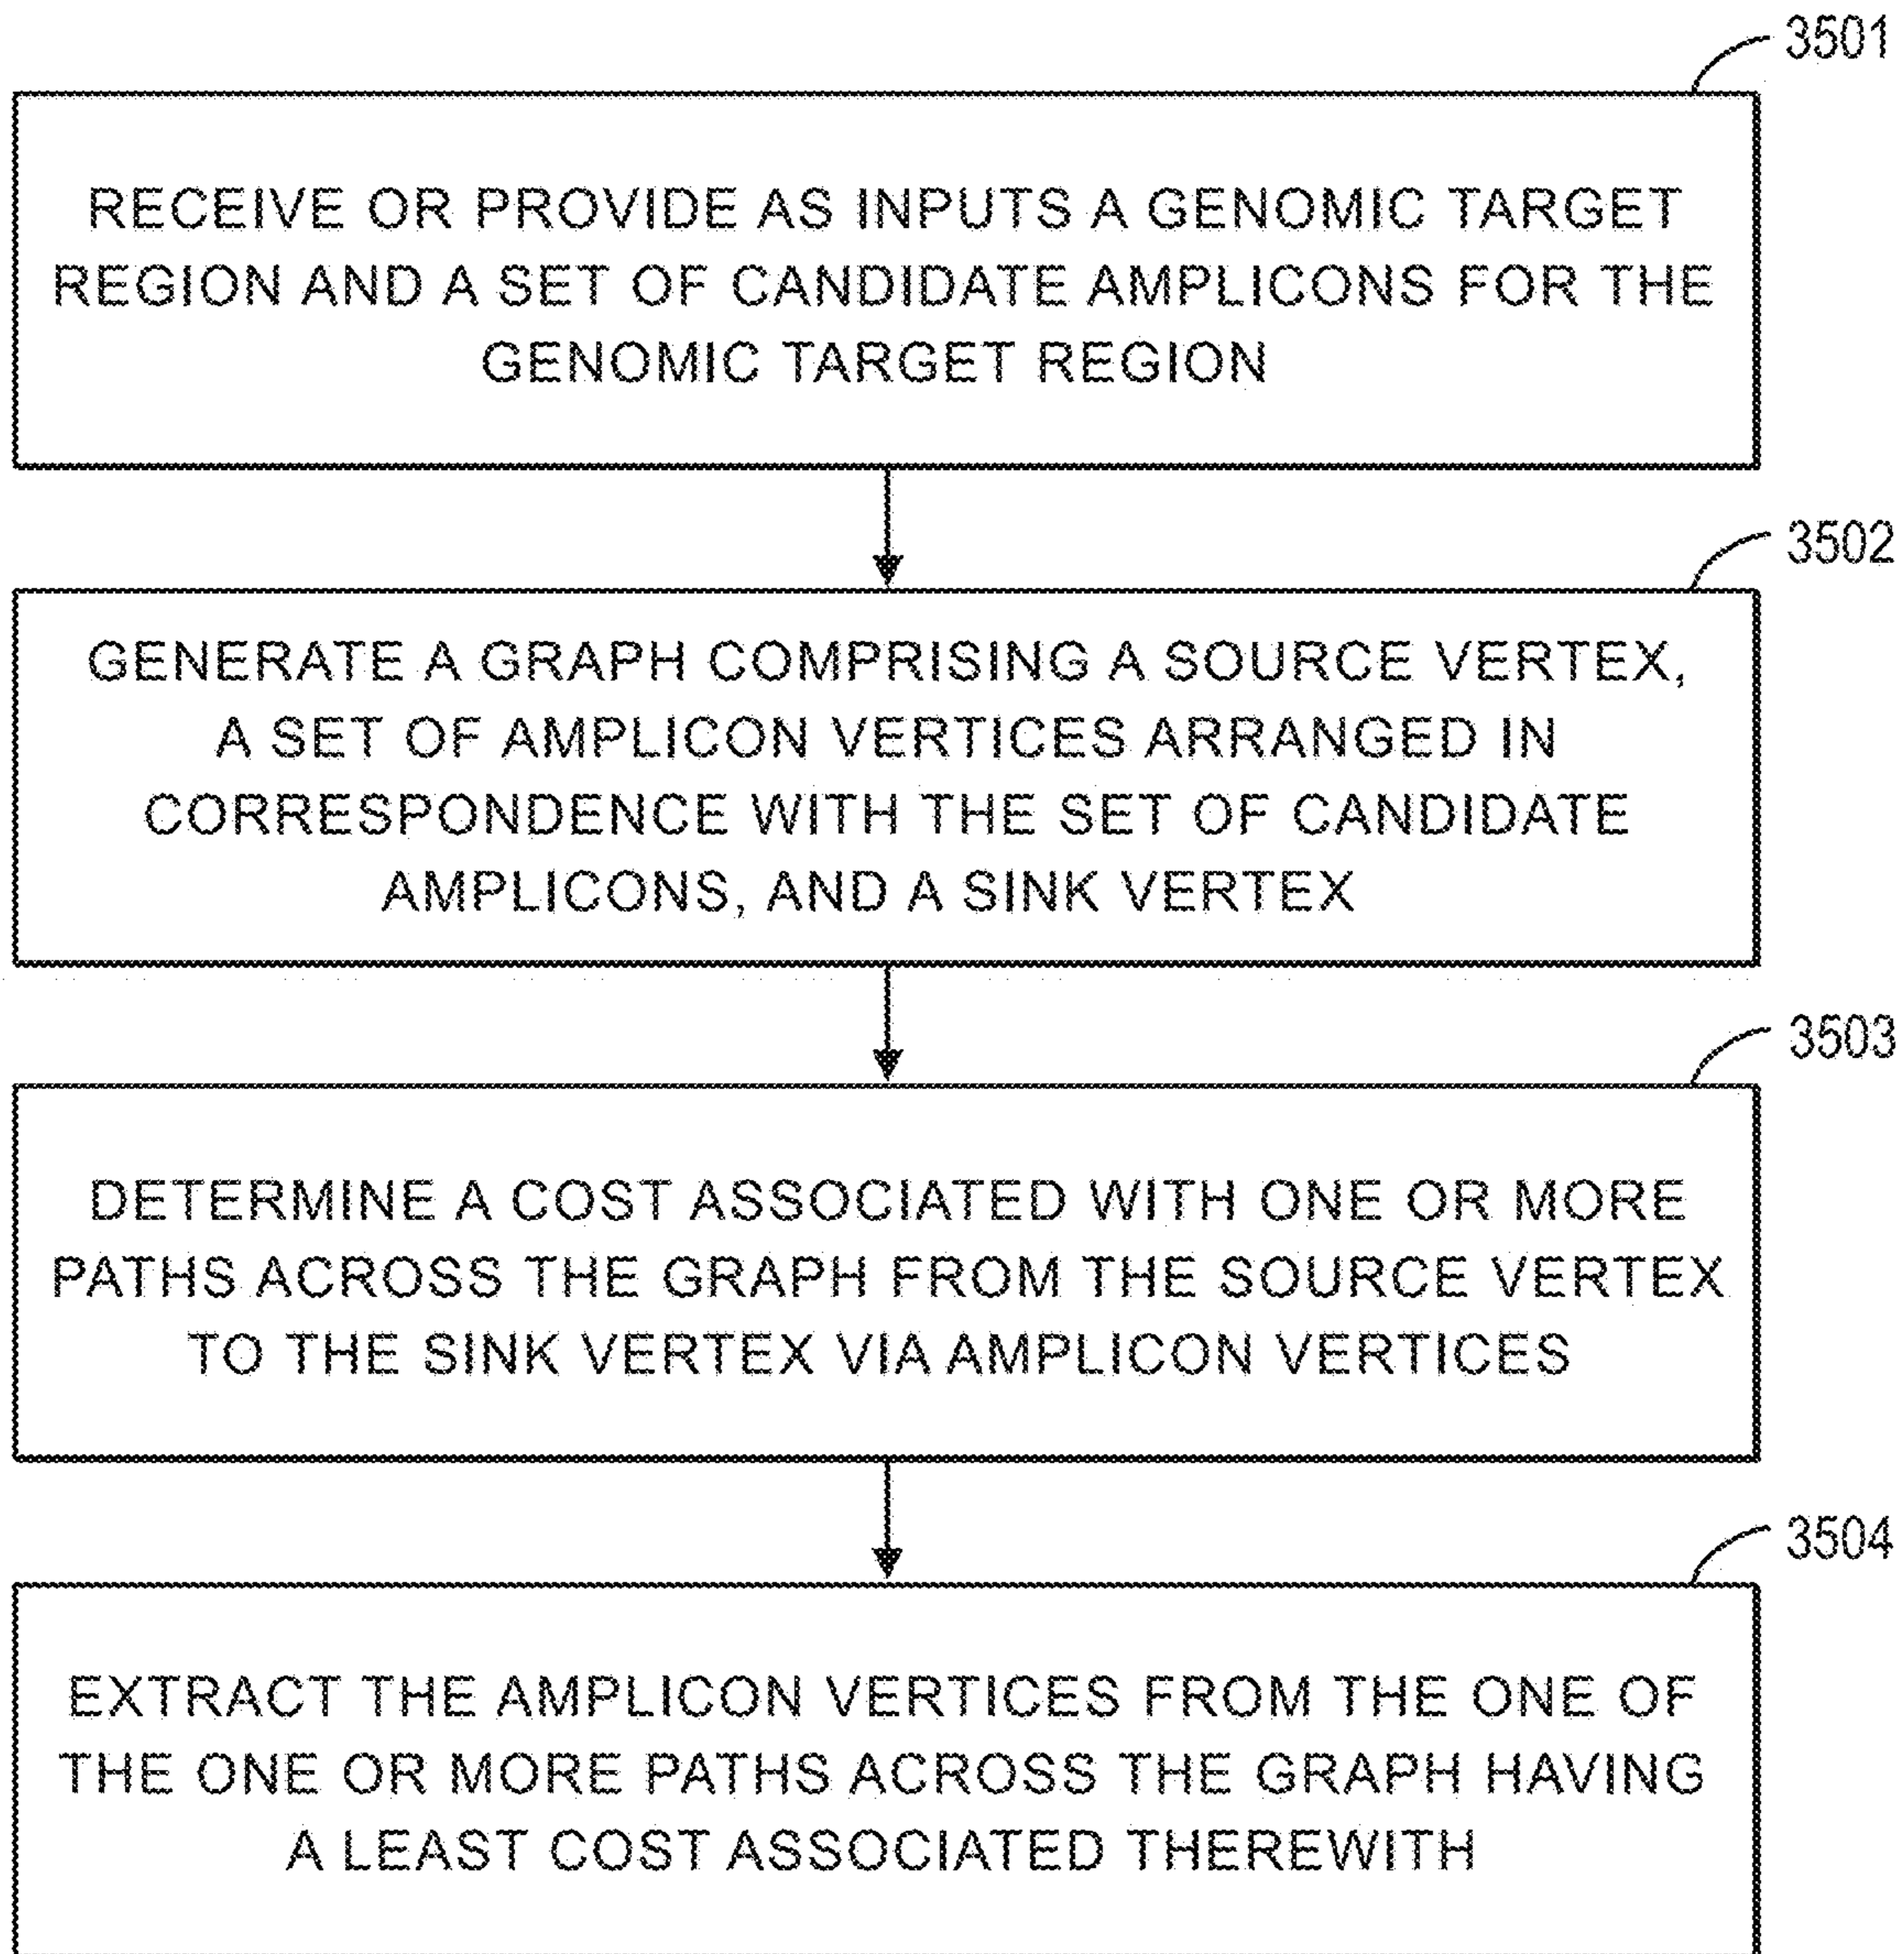 3501
RECEIVE OR PROVIDE AS INPUTS A GENOMIC TARGET
REGION AND A SET OF CANDIDATE AMPLICONS FOR THE
GENOMIC TARGET REGION
3502
GENERATE A GRAPH COMPRISING A SOURCE VERTEX,
A SET OF AMPLICON VERTICES ARRANGED IN
CORRESPONDENCE WITH THE SET OF CANDIDATE
AMPLICONS, AND A SINK VERTEX
3503
DETERMINE A COST ASSOCIATED WITH ONE OR MORE
PATHS ACROSS THE GRAPH FROM THE SOURCE VERTEX
TO THE SINK VERTEX VIA AMPLICON VERTICES
3504
EXTRACT THE AMPLICON VERTICES FROM THE ONE OF
THE ONE OR MORE PATHS ACROSS THE GRAPH HAVING
A LEAST COST ASSOCIATED THEREWITH